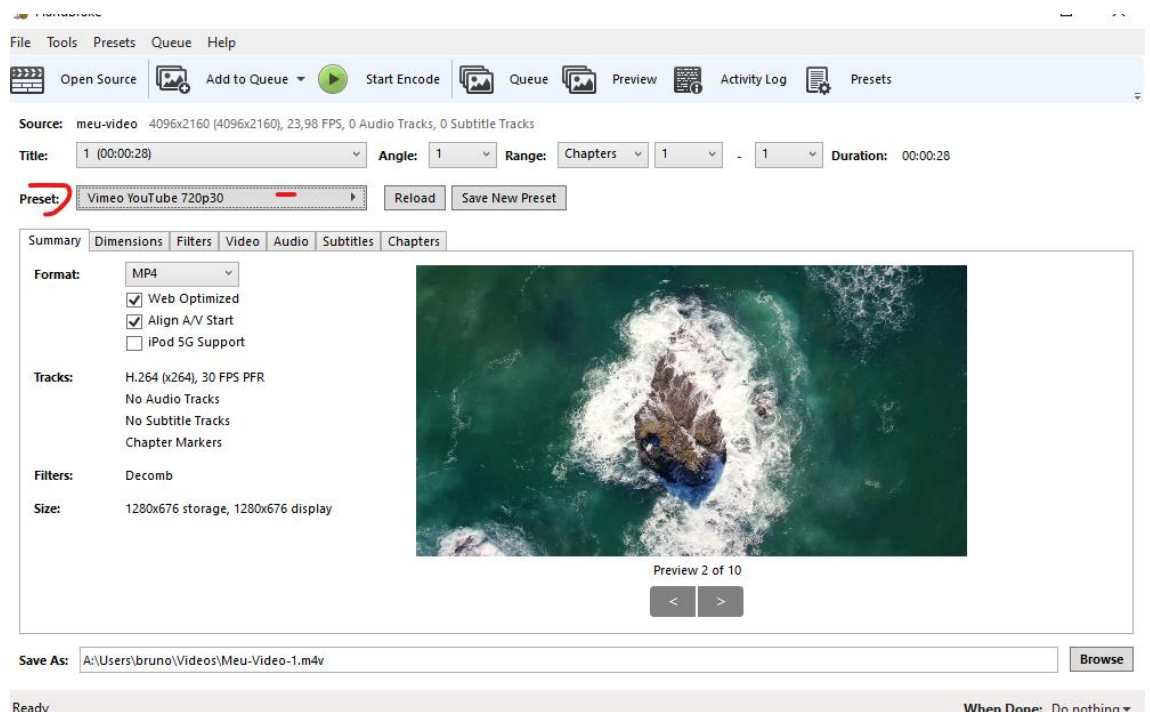 HandBrake
File Tools Presets Queue Help
Open Source Add to Queue Start Encode Queue Preview Activity Log Presets
Source: meu-video 4096x2160 (4096x2160), 23,98 FPS, 0 Audio Tracks, 0 Subtitle Tracks
Title: 1 (00:00:28) Angle: 1 Range: Chapters 1 - 1 Duration: 00:00:28
Preset: Vimeo YouTube 720p30 Reload Save New Preset
Summary Dimensions Filters Video Audio Subtitles Chapters
Format: MP4
Web Optimized
Align A/V Start
iPod 5G Support
Tracks: H.264 (x264), 30 FPS PFR
No Audio Tracks
No Subtitle Tracks
Chapter Markers
Filters: Decomb
Size: 1280x676 storage, 1280x676 display
Preview 2 of 10
< >
Save As: A:\Users\bruno\Videos\Meu-Video-1.m4v Browse
Ready When Done: Do nothing